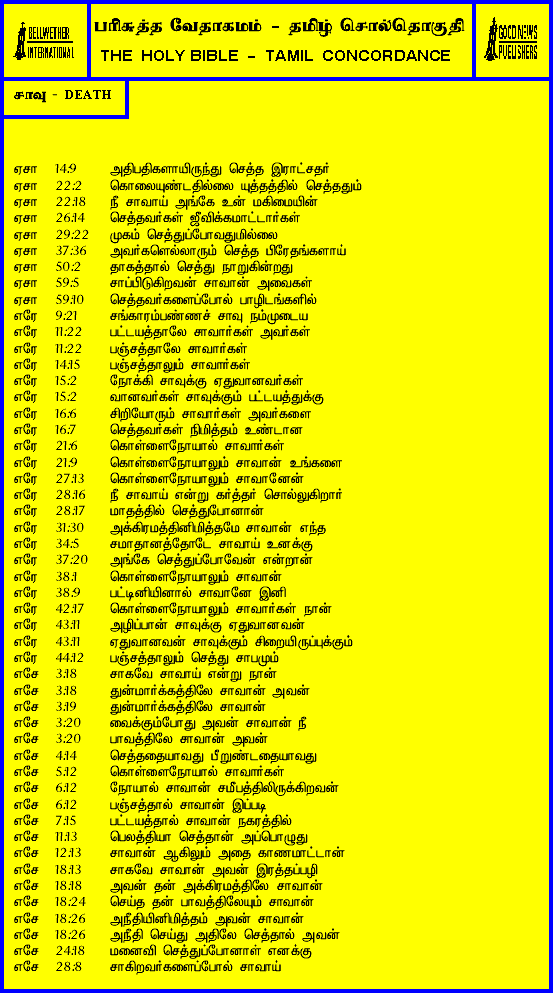 BELLWETHER
INTERNATIONAL
பரிசுத்த வேதாகமம் - தமிழ் சொல்தொகுதி
THE HOLY BIBLE - TAMIL CONCORDANCE
GOOD NEWS
PUBLISHERS
சாவு - DEATH
ஏசா 14:9 அதிபதிகளாயிருந்து செத்த இராட்சதர்
ஏசா 22:2 கொலையுண்டதில்லை யுத்தத்தில் செத்ததும்
ஏசா 22:18 நீ சாவாய் அங்கே உன் மகிமையின்
ஏசா 26:14 செத்தவர்கள் ஜீவிக்கமாட்டார்கள்
ஏசா 29:22 முகம் செத்துப்போவதுமில்லை
ஏசா 37:36 அவர்களெல்லாரும் செத்த பிரேதங்களாய்
ஏசா 50:2 தாகத்தால் செத்து நாறுகின்றது
ஏசா 59:5 சாப்பிடுகிறவன் சாவான் அவைகள்
ஏசா 59:10 செத்தவர்களைப்போல் பாழிடங்களில்
எரே 9:21 சங்காரம்பண்ணச் சாவு நம்முடைய
எரே 11:22 பட்டயத்தாலே சாவார்கள் அவர்கள்
எரே 11:22 பஞ்சத்தாலே சாவார்கள்
எரே 14:15 பஞ்சத்தாலும் சாவார்கள்
எரே 15:2 நோக்கி சாவுக்கு ஏதுவானவர்கள்
எரே 15:2 வானவர்கள் சாவுக்கும் பட்டயத்துக்கு
எரே 16:6 சிறியோரும் சாவார்கள் அவர்களை
எரே 16:7 செத்தவர்கள் நிமித்தம் உண்டான
எரே 21:6 கொள்ளைநோயால் சாவார்கள்
எரே 21:9 கொள்ளைநோயாலும் சாவான் உங்களை
எரே 27:13 கொள்ளைநோயாலும் சாவானேன்
எரே 28:16 நீ சாவாய் என்று கர்த்தர் சொல்லுகிறார்
எரே 28:17 மாதத்தில் செத்துபோனான்
எரே 31:30 அக்கிரமத்தினிமித்தமே சாவான் எந்த
எரே 34:5 சமாதானத்தோடே சாவாய் உனக்கு
எரே 37:20 அங்கே செத்துப்போவேன் என்றான்
எரே 38:1 கொள்ளைநோயாலும் சாவான்
எரே 38:9 பட்டினியினால் சாவானே இனி
எரே 42:17 கொள்ளைநோயாலும் சாவார்கள் நான்
எரே 43:11 அழிப்பான் சாவுக்கு ஏதுவானவன்
எரே 43:11 ஏதுவானவன் சாவுக்கும் சிறையிருப்புக்கும்
எரே 44:12 பஞ்சத்தாலும் செத்து சாபமும்
எசே 3:18 சாகவே சாவாய் என்று நான்
எசே 3:18 துன்மார்க்கத்திலே சாவான் அவன்
எசே 3:19 துன்மார்க்கத்திலே சாவான்
எசே 3:20 வைக்கும்போது அவன் சாவான் நீ
எசே 3:20 பாவத்திலே சாவான் அவன்
எசே 4:14 செத்ததையாவது பீறுண்டதையாவது
எசே 5:12 கொள்ளைநோயால் சாவார்கள்
எசே 6:12 நோயால் சாவான் சமீபத்திலிருக்கிறவன்
எசே 6:12 பஞ்சத்தால் சாவான் இப்படி
எசே 7:15 பட்டயத்தால் சாவான் நகரத்தில்
எசே 11:13 பெலத்தியா செத்தான் அப்பொழுது
எசே 12:13 சாவான் ஆகிலும் அதை காணமாட்டான்
எசே 18:13 சாகவே சாவான் அவன் இரத்தப்பழி
எசே 18:18 அவன் தன் அக்கிரமத்திலே சாவான்
எசே 18:24 செய்த தன் பாவத்திலேயும் சாவான்
எசே 18:26 அநீதியினிமித்தம் அவன் சாவான்
எசே 18:26 அநீதி செய்து அதிலே செத்தால் அவன்
எசே 24:18 மனைவி செத்துப்போனாள் எனக்கு
எசே 28:8 சாகிறவர்களைப்போல் சாவாய்